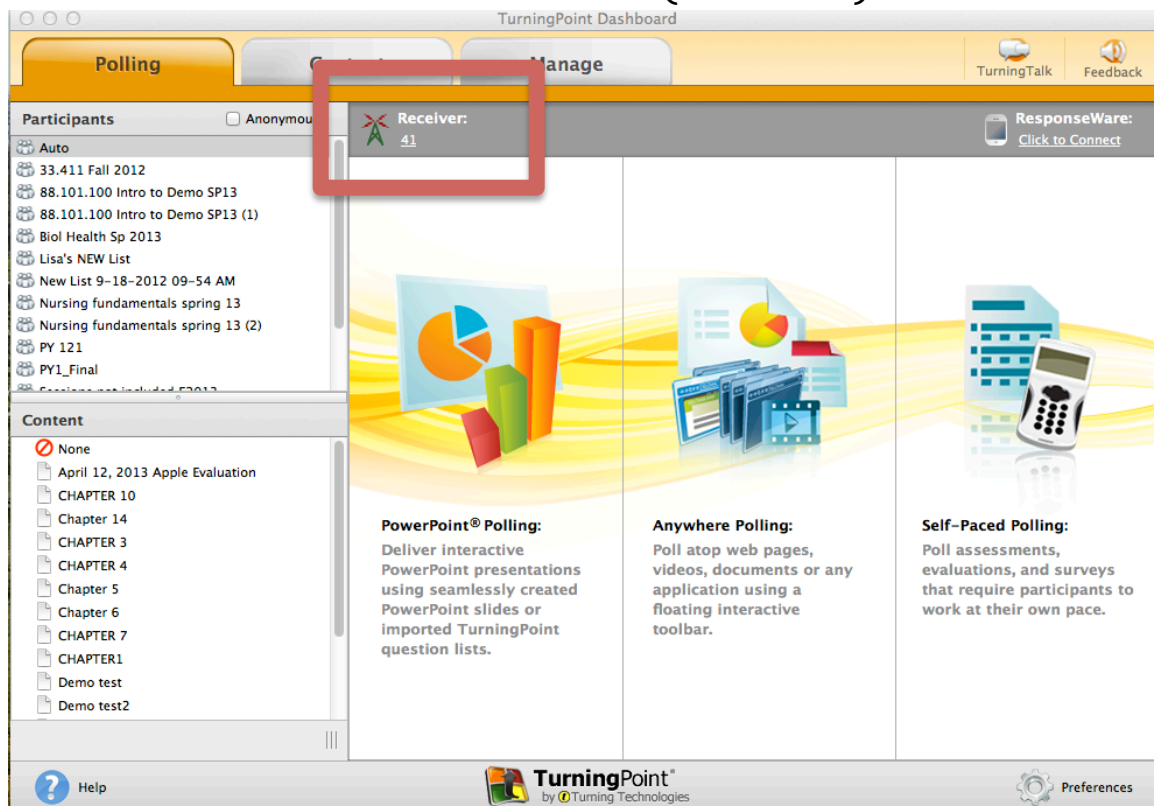 TurningPoint Dashboard
Polling
Manage
TurningTalk
Feedback
Participants
Receiver:
41
ResponseWare:
Click to Connect
Auto
33.411 Fall 2012
88.101.100 Intro to Demo SP13
88.101.100 Intro to Demo SP13 (1)
Biol Health Sp 2013
Lisa's NEW List
New List 9-18-2012 09-54 AM
Nursing fundamentals spring 13
Nursing fundamentals spring 13 (2)
PY 121
PY1_Final
Content
None
April 12, 2013 Apple Evaluation
CHAPTER 10
Chapter 14
CHAPTER 3
CHAPTER 4
Chapter 5
Chapter 6
CHAPTER 7
CHAPTER1
Demo test
Demo test2
PowerPoint® Polling:
Deliver interactive
PowerPoint presentations
using seamlessly created
PowerPoint slides or
imported TurningPoint
question lists.
Anywhere Polling:
Poll atop web pages,
videos, documents or any
application using a
floating interactive
toolbar.
Self-Paced Polling:
Poll assessments,
evaluations, and surveys
that require participants to
work at their own pace.
Help
TurningPoint®
by Turning Technologies
Preferences